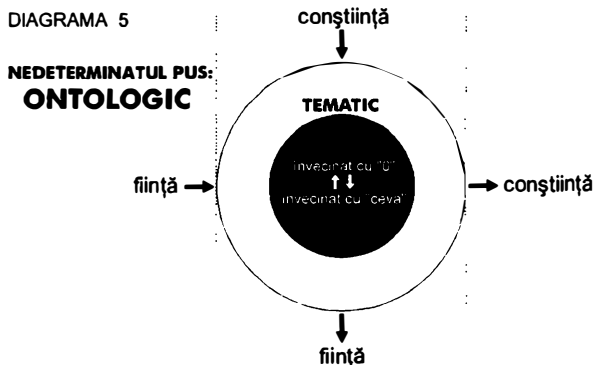 DIAGRAMA 5
conştiinţă
NEDETERMINATUL PUS:
ONTOLOGIC
TEMATIC
învecinat cu "0"
învecinat cu "ceva"
fiinţă
conştiinţă
fiinţă